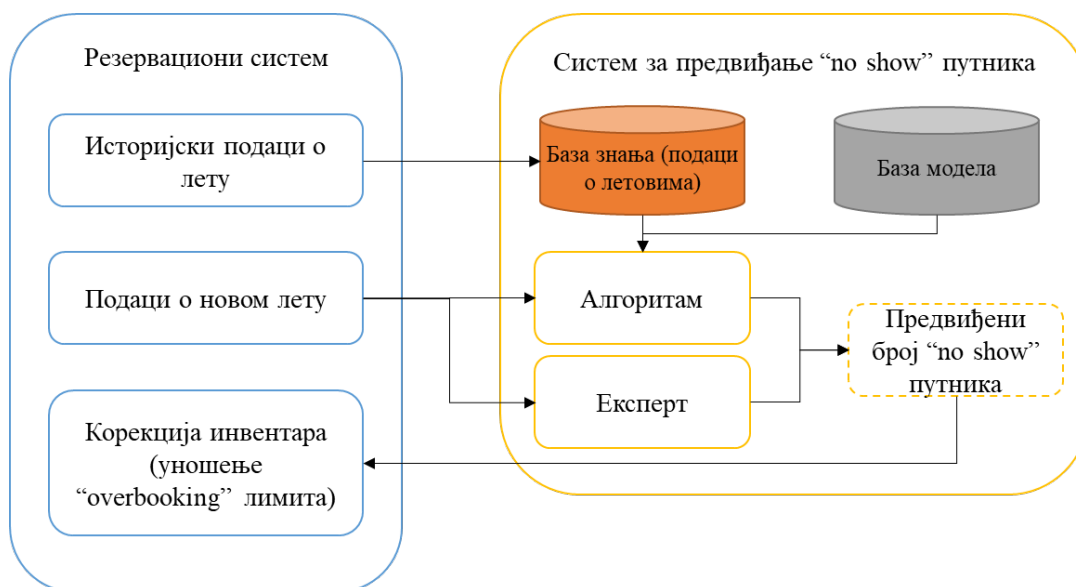 Резервациони систем
Историјски подаци о
лету
Подаци о новом лету
Корекција инвентара
(уношење
“overbooking” лимита)
Систем за предвиђање “no show” путника
База знања (подаци
о летовима)
База модела
Алгоритам
Експерт
Предвиђени
број “no show”
путника